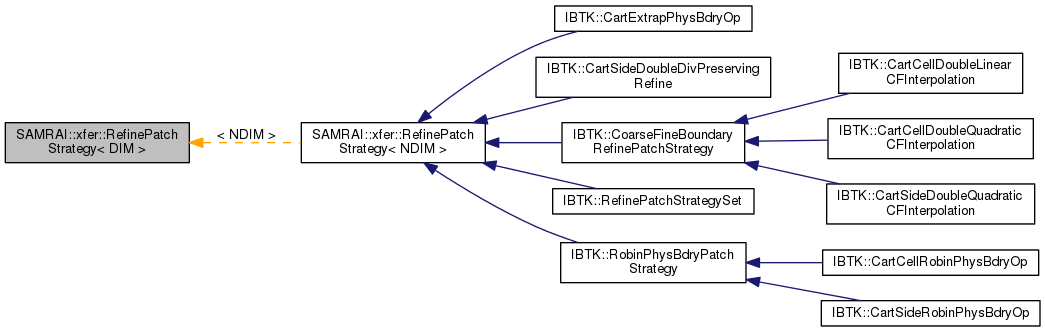 SAMRAI::xfer::RefinePatch
Strategy< DIM >
< NDIM >
SAMRAI::xfer::RefinePatch
Strategy< NDIM >
IBTK::CartExtrapPhysBdryOp
IBTK::CartSideDoubleDivPreserving
Refine
IBTK::CoarseFineBoundary
RefinePatchStrategy
IBTK::RefinePatchStrategySet
IBTK::RobinPhysBdryPatch
Strategy
IBTK::CartCellDoubleLinear
CFInterpolation
IBTK::CartCellDoubleQuadratic
CFInterpolation
IBTK::CartSideDoubleQuadratic
CFInterpolation
IBTK::CartCellRobinPhysBdryOp
IBTK::CartSideRobinPhysBdryOp